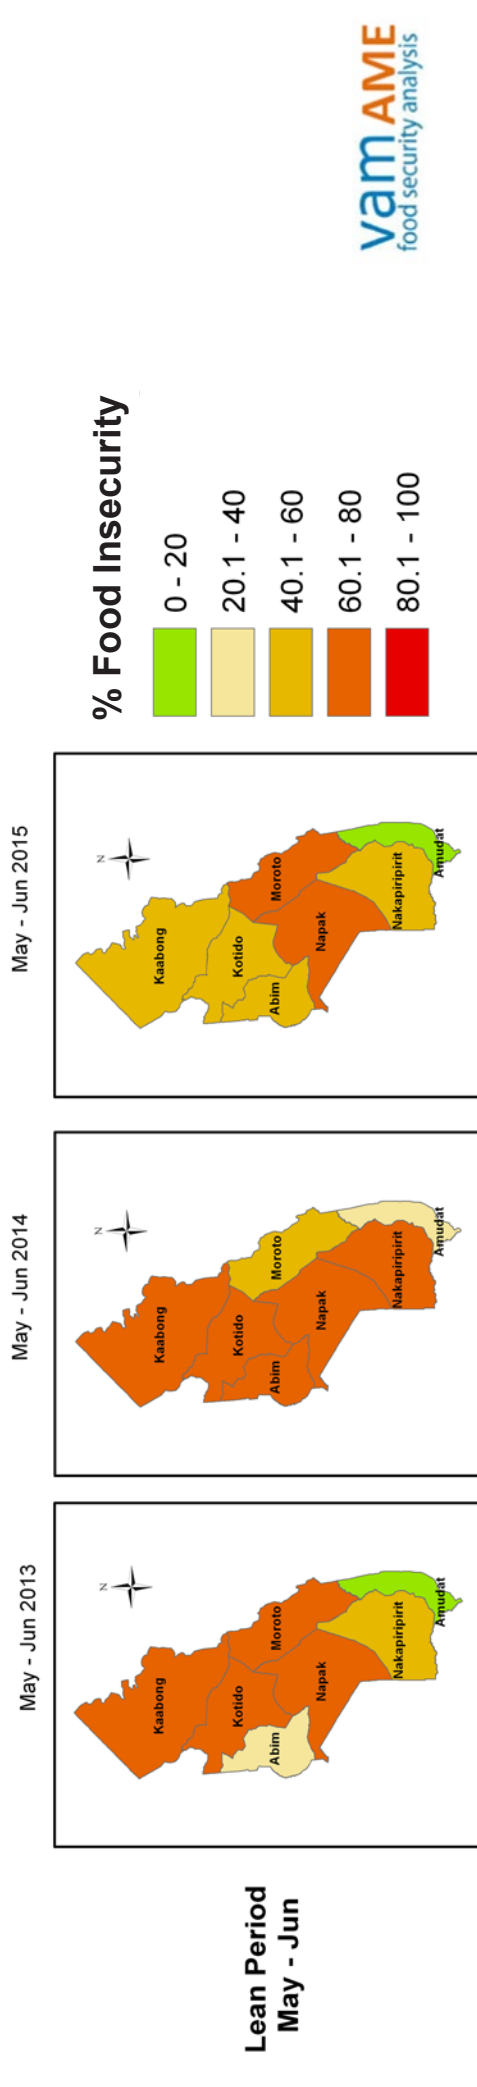 Lean Period
May - Jun
May - Jun 2013
N
Kaabong
Kotido
Abim
Moroto
Napak
Nakapiripirit
Amudat
May - Jun 2014
N
Kaabong
Kotido
Abim
Moroto
Napak
Nakapiripirit
Amudat
May - Jun 2015
N
Kaabong
Kotido
Abim
Moroto
Napak
Nakapiripirit
Amudat
% Food Insecurity
0 - 20
20.1 - 40
40.1 - 60
60.1 - 80
80.1 - 100
vam AME
food security analysis